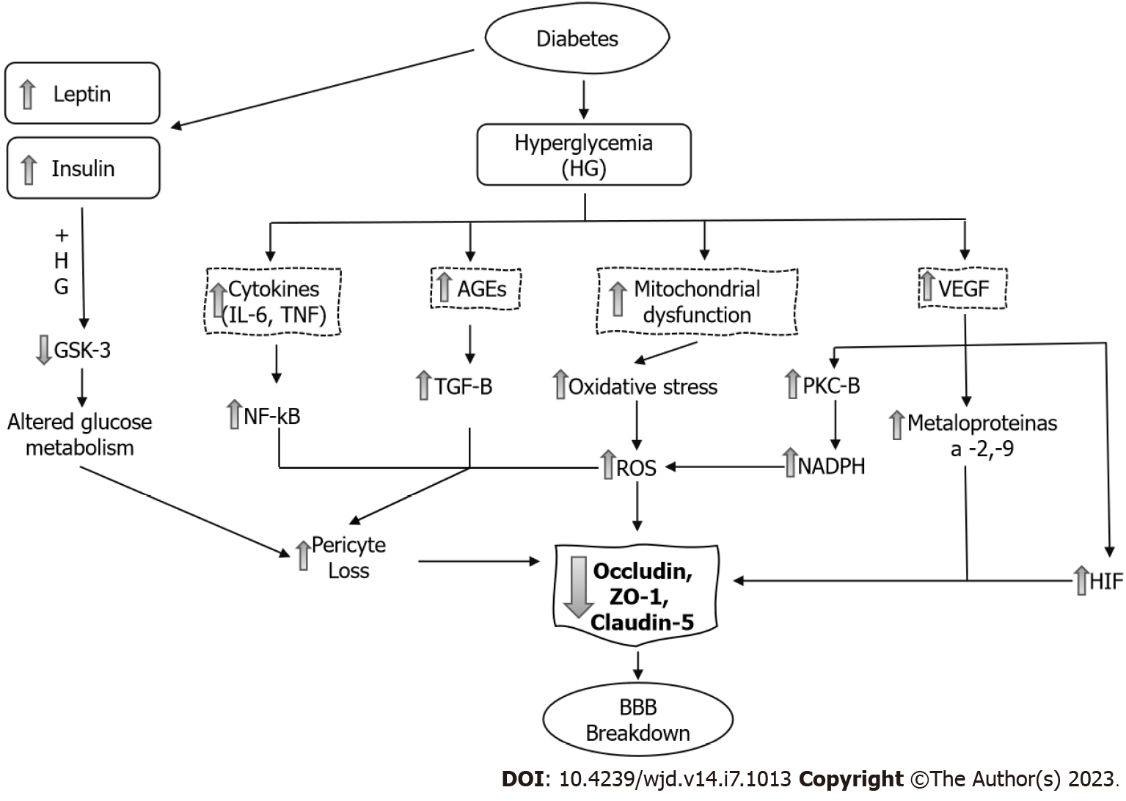 Diabetes
Leptin
Insulin
Hyperglycemia
(HG)
+
H
G
Cytokines
(IL-6, TNF)
AGEs
Mitochondrial
dysfunction
VEGF
GSK-3
TGF-B
Oxidative stress
PKC-B
Altered glucose
metabolism
NF-kB
Metaloproteinas
a -2,-9
ROS
NADPH
Pericyte
Loss
Occludin,
ZO-1,
Claudin-5
HIF
BBB
Breakdown
DOI: 10.4239/wjd.v14.i7.1013 Copyright ©The Author(s) 2023.